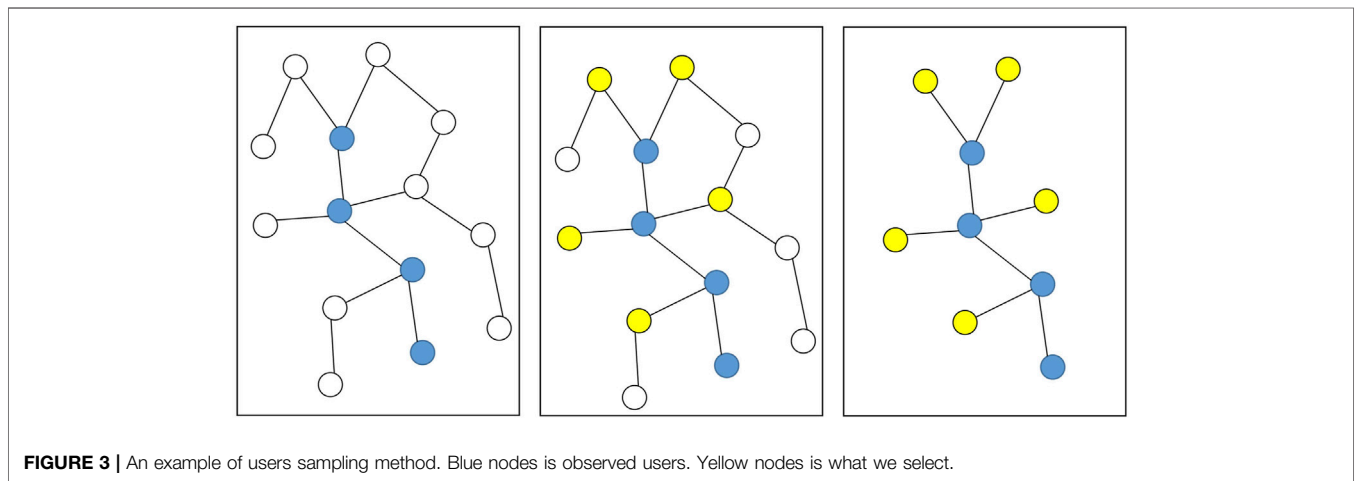 FIGURE 3 | An example of users sampling method. Blue nodes is observed users. Yellow nodes is what we select.